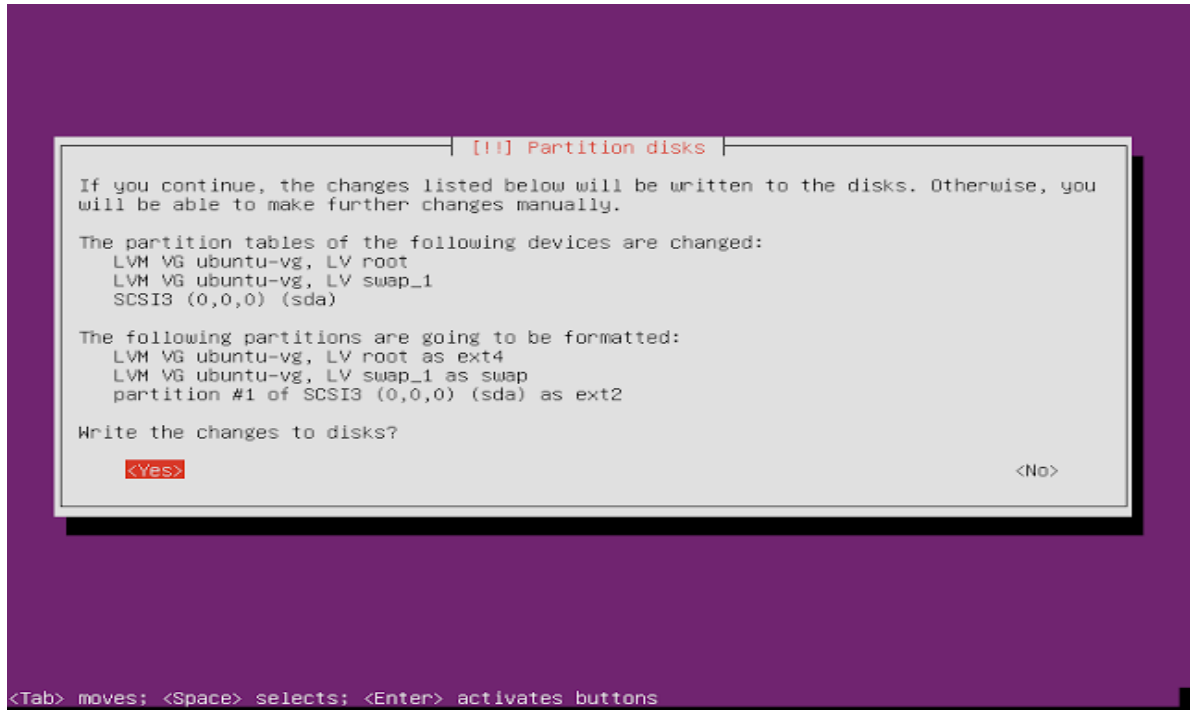 [!!] Partition disks
If you continue, the changes listed below will be written to the disks. Otherwise, you
will be able to make further changes manually.
The partition tables of the following devices are changed:
LVM VG ubuntu-vg, LV root
LVM VG ubuntu-vg, LV swap_1
SCSI3 (0,0,0) (sda)
The following partitions are going to be formatted:
LVM VG ubuntu-vg, LV root as ext4
LVM VG ubuntu-vg, LV swap_1 as swap
partition #1 of SCSI3 (0,0,0) (sda) as ext2
Write the changes to disks?
<Yes> <No>
<Tab> moves; <Space> selects; <Enter> activates buttons